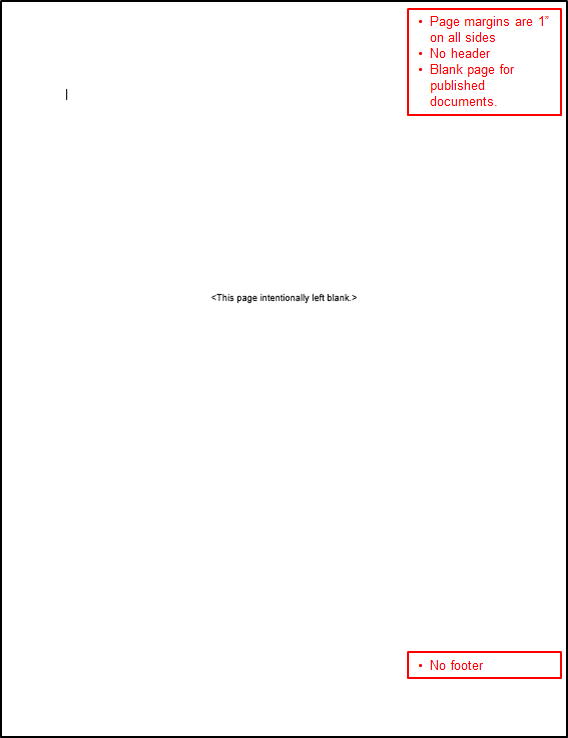 • Page margins are 1”
on all sides
• No header
• Blank page for
published
documents.
<This page intentionally left blank.>
• No footer